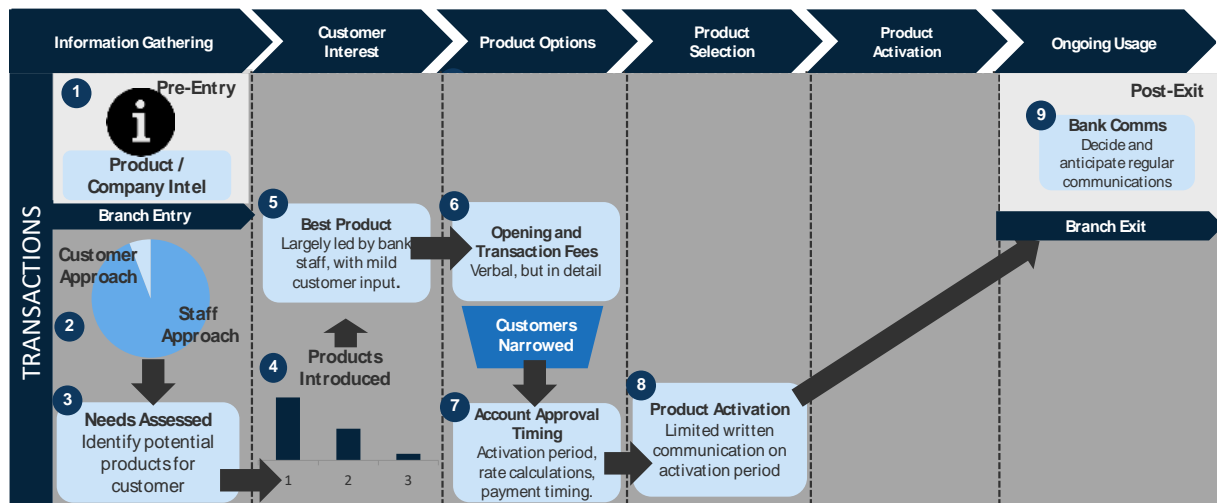 Information Gathering
Customer
Interest
Product Options
Product
Selection
Product
Activation
Ongoing Usage
TRANSACTIONS
1
Pre-Entry
Product /
Company Intel
Branch Entry
Customer
Approach
Staff
Approach
2
3
Needs Assessed
Identify potential
products for
customer
5
Best Product
Largely led by bank
staff, with mild
customer input.
4
Products
Introduced
1
2
3
6
Opening and
Transaction Fees
Verbal, but in detail
Customers
Narrowed
7
Account Approval
Timing
Activation period,
rate calculations,
payment timing.
8
Product Activation
Limited written
communication on
activation period
Post-Exit
9
Bank Comms
Decide and
anticipate regular
communications
Branch Exit